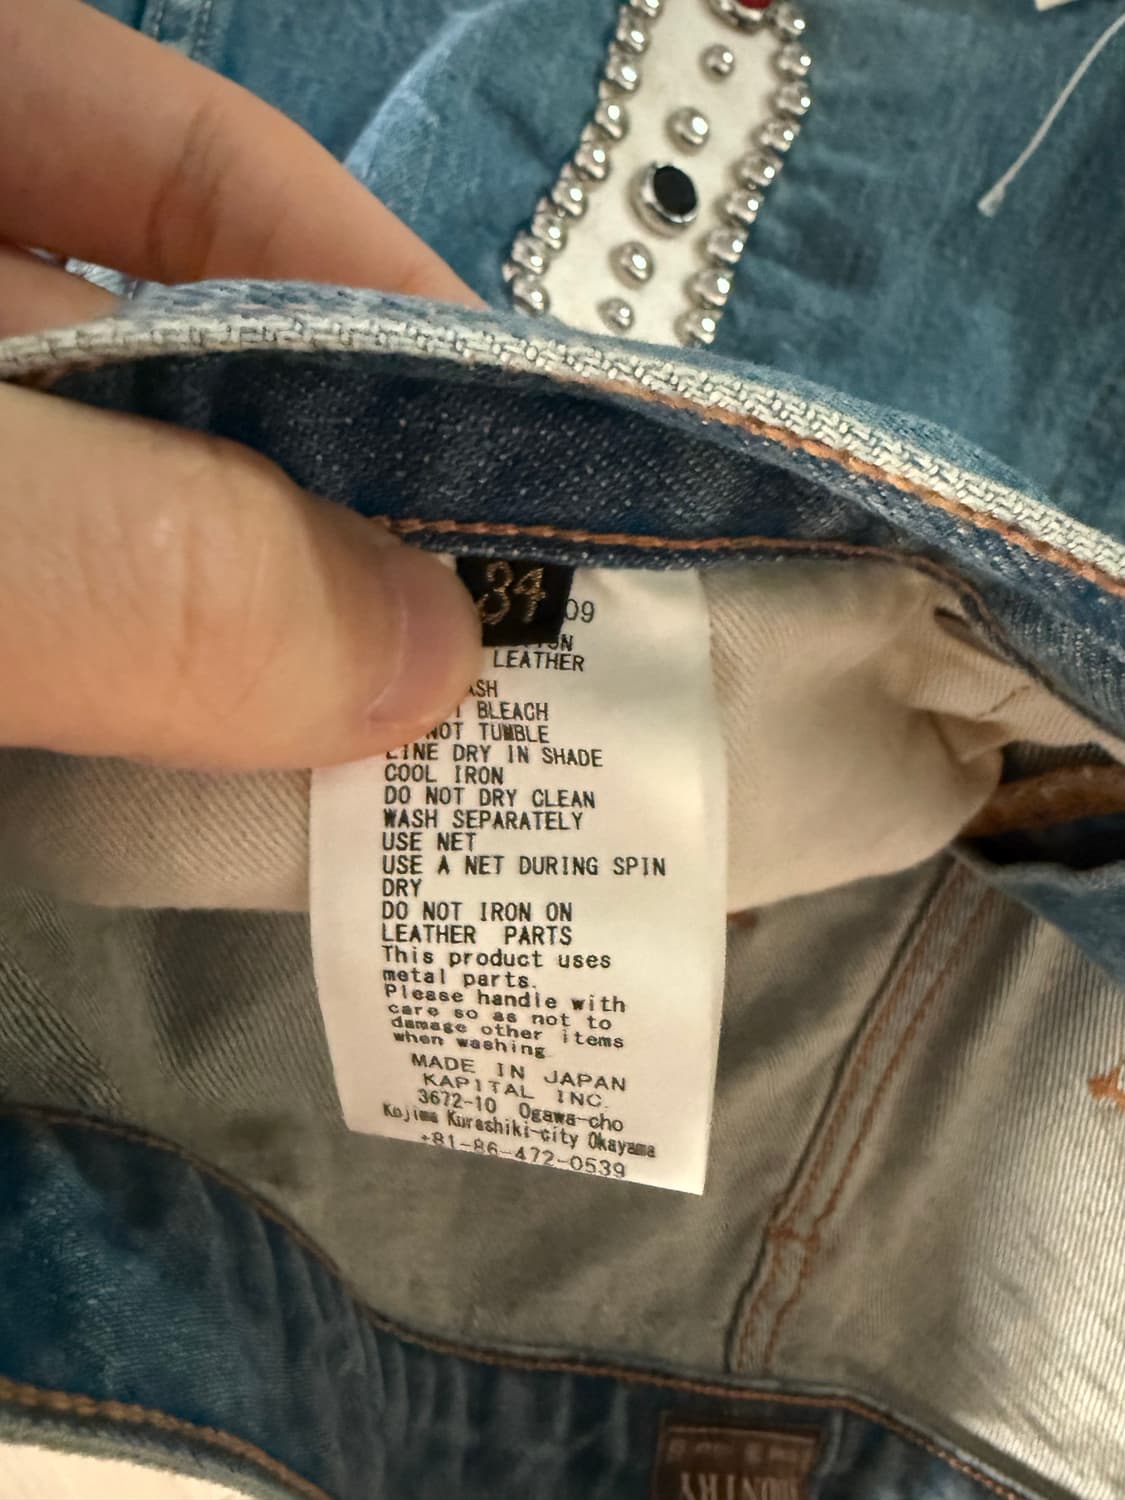 34
09
LEATHER
BLEACH
NOT TUMBLE
LINE DRY IN SHADE
COOL IRON
DO NOT DRY CLEAN
WASH SEPARATELY
USE NET
USE A NET DURING SPIN
DRY
DO NOT IRON ON
LEATHER PARTS
This product uses
metal parts.
Please handle with
care so as not to
damage other items
when washing
MADE IN JAPAN
KAPITAL INC.
3672-10 Ogawa-cho
Kojima Kurashiki-city Okayama
+81-86-472-0539